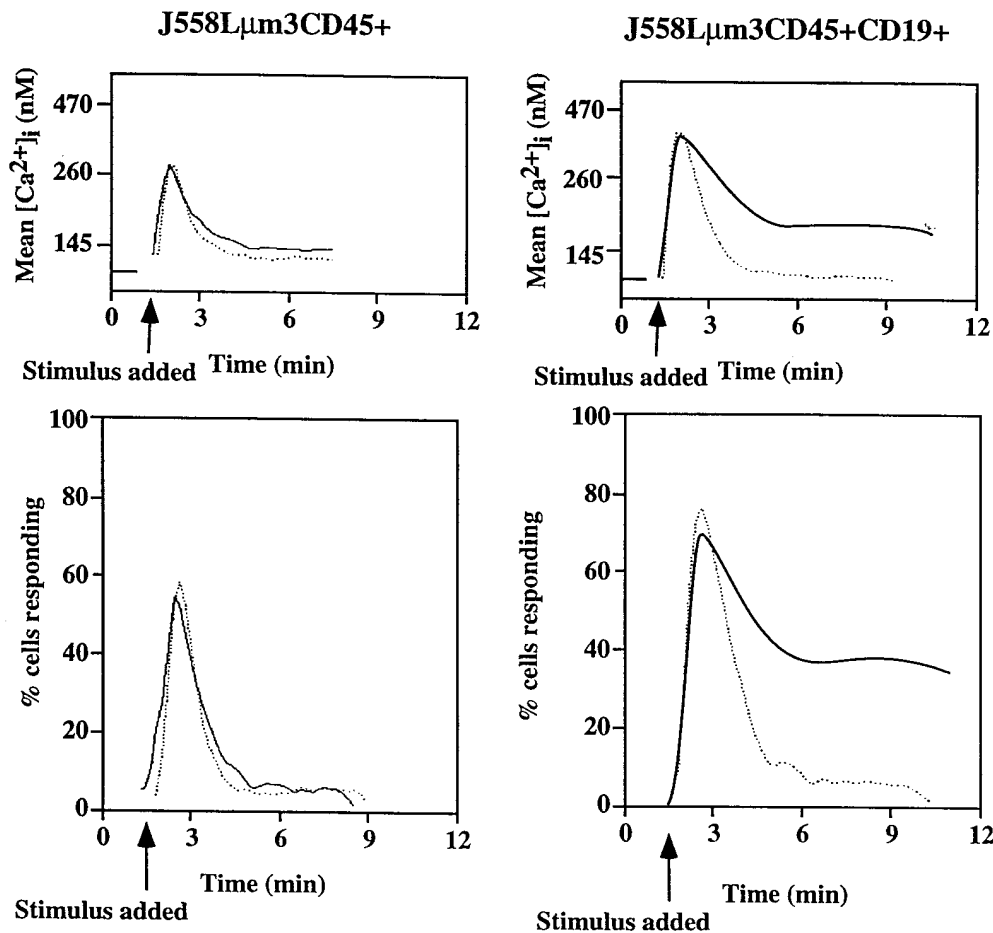 J558Lμm3CD45+
Mean [Ca2+]i (nM)
470
260
145
0 3 6 9 12
Stimulus added Time (min)
J558Lμm3CD45+CD19+
Mean [Ca2+]i (nM)
470
260
145
0 3 6 9 12
Stimulus added Time (min)
% cells responding
100
80
60
40
20
0
0 3 6 9 12
Time (min)
Stimulus added
% cells responding
100
80
60
40
20
0
0 3 6 9 12
Time (min)
Stimulus added